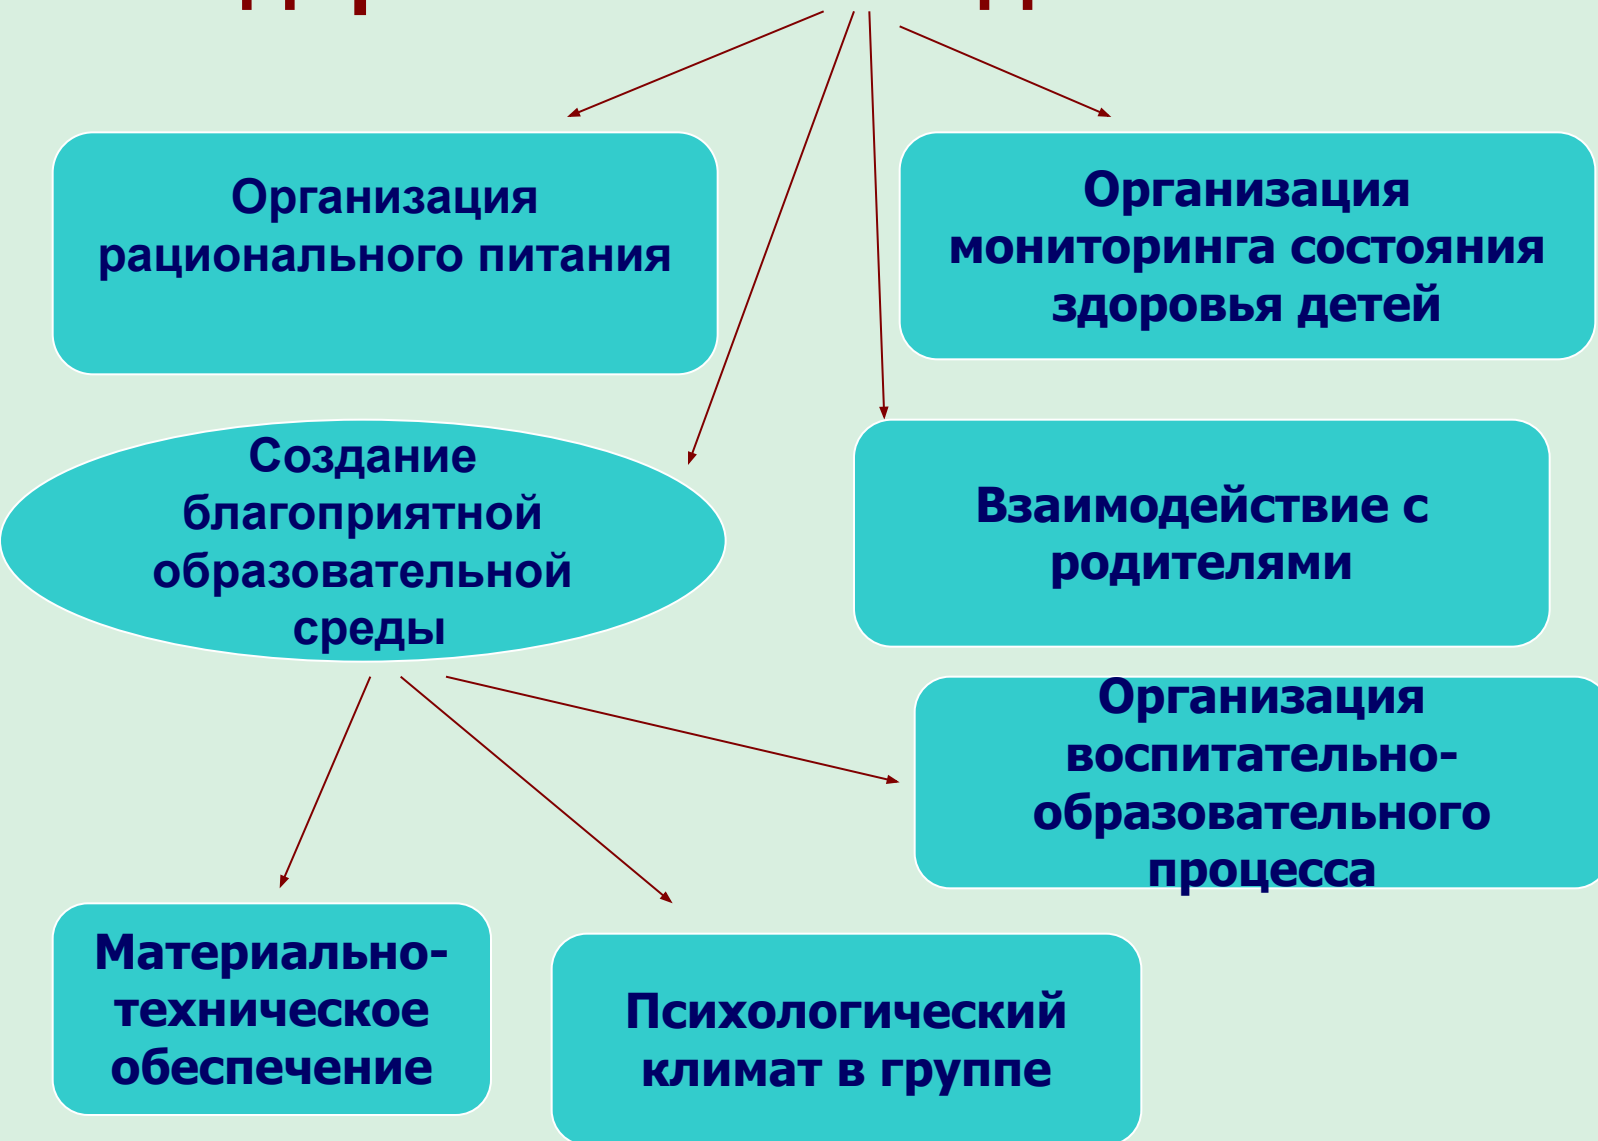 Организация
рационального питания
Организация
мониторинга состояния
здоровья детей
Создание
благоприятной
образовательной
среды
Взаимодействие с
родителями
Организация
воспитательно-
образовательного
процесса
Материально-
техническое
обеспечение
Психологический
климат в группе